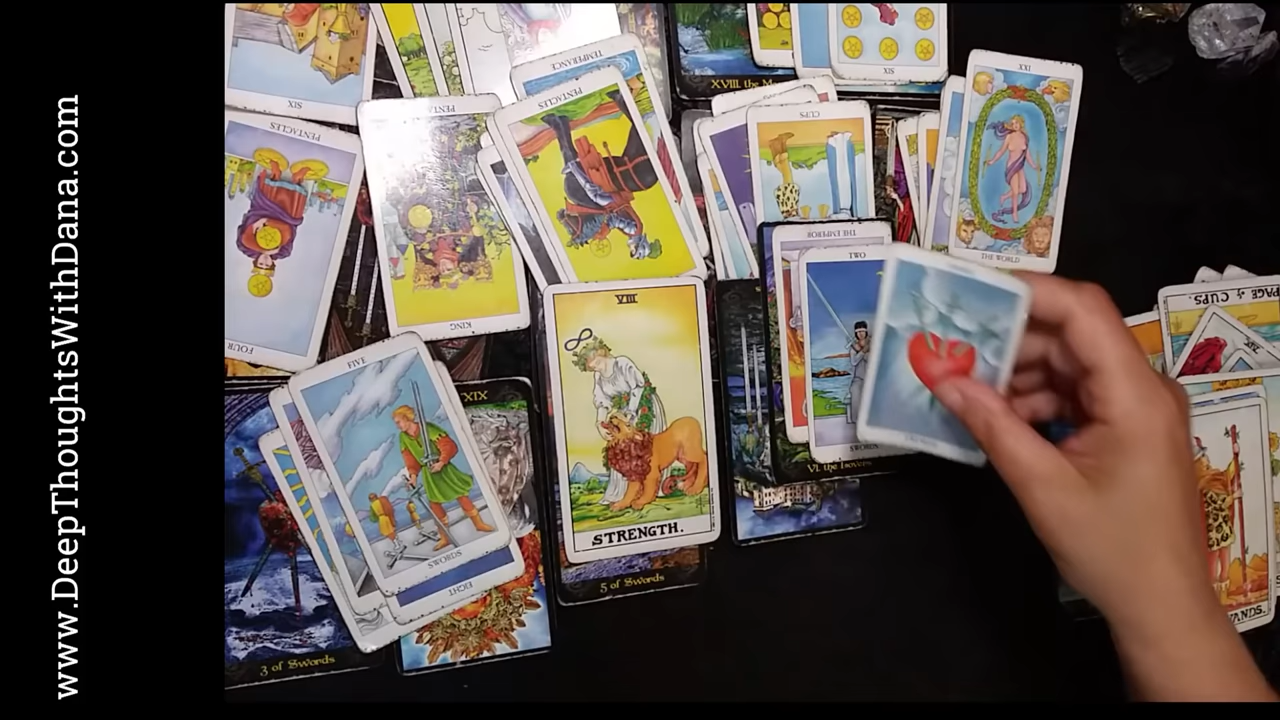 www.DeepThoughtsWithDana.com
SIX
PENTACLES
FOUR
PENTA
KING
TEMPERANCE
PENTACLES
XVIII. the M
SIX
CUPS
XXI
THE WORLD
THE EMPEROR
TWO
SWORDS
VI. the Lovers
VIII
STRENGTH.
5 of Swords
FIVE
SWORDS
EIGHT
XIX
3 of Swords
PAGE of CUPS.
ANDS.